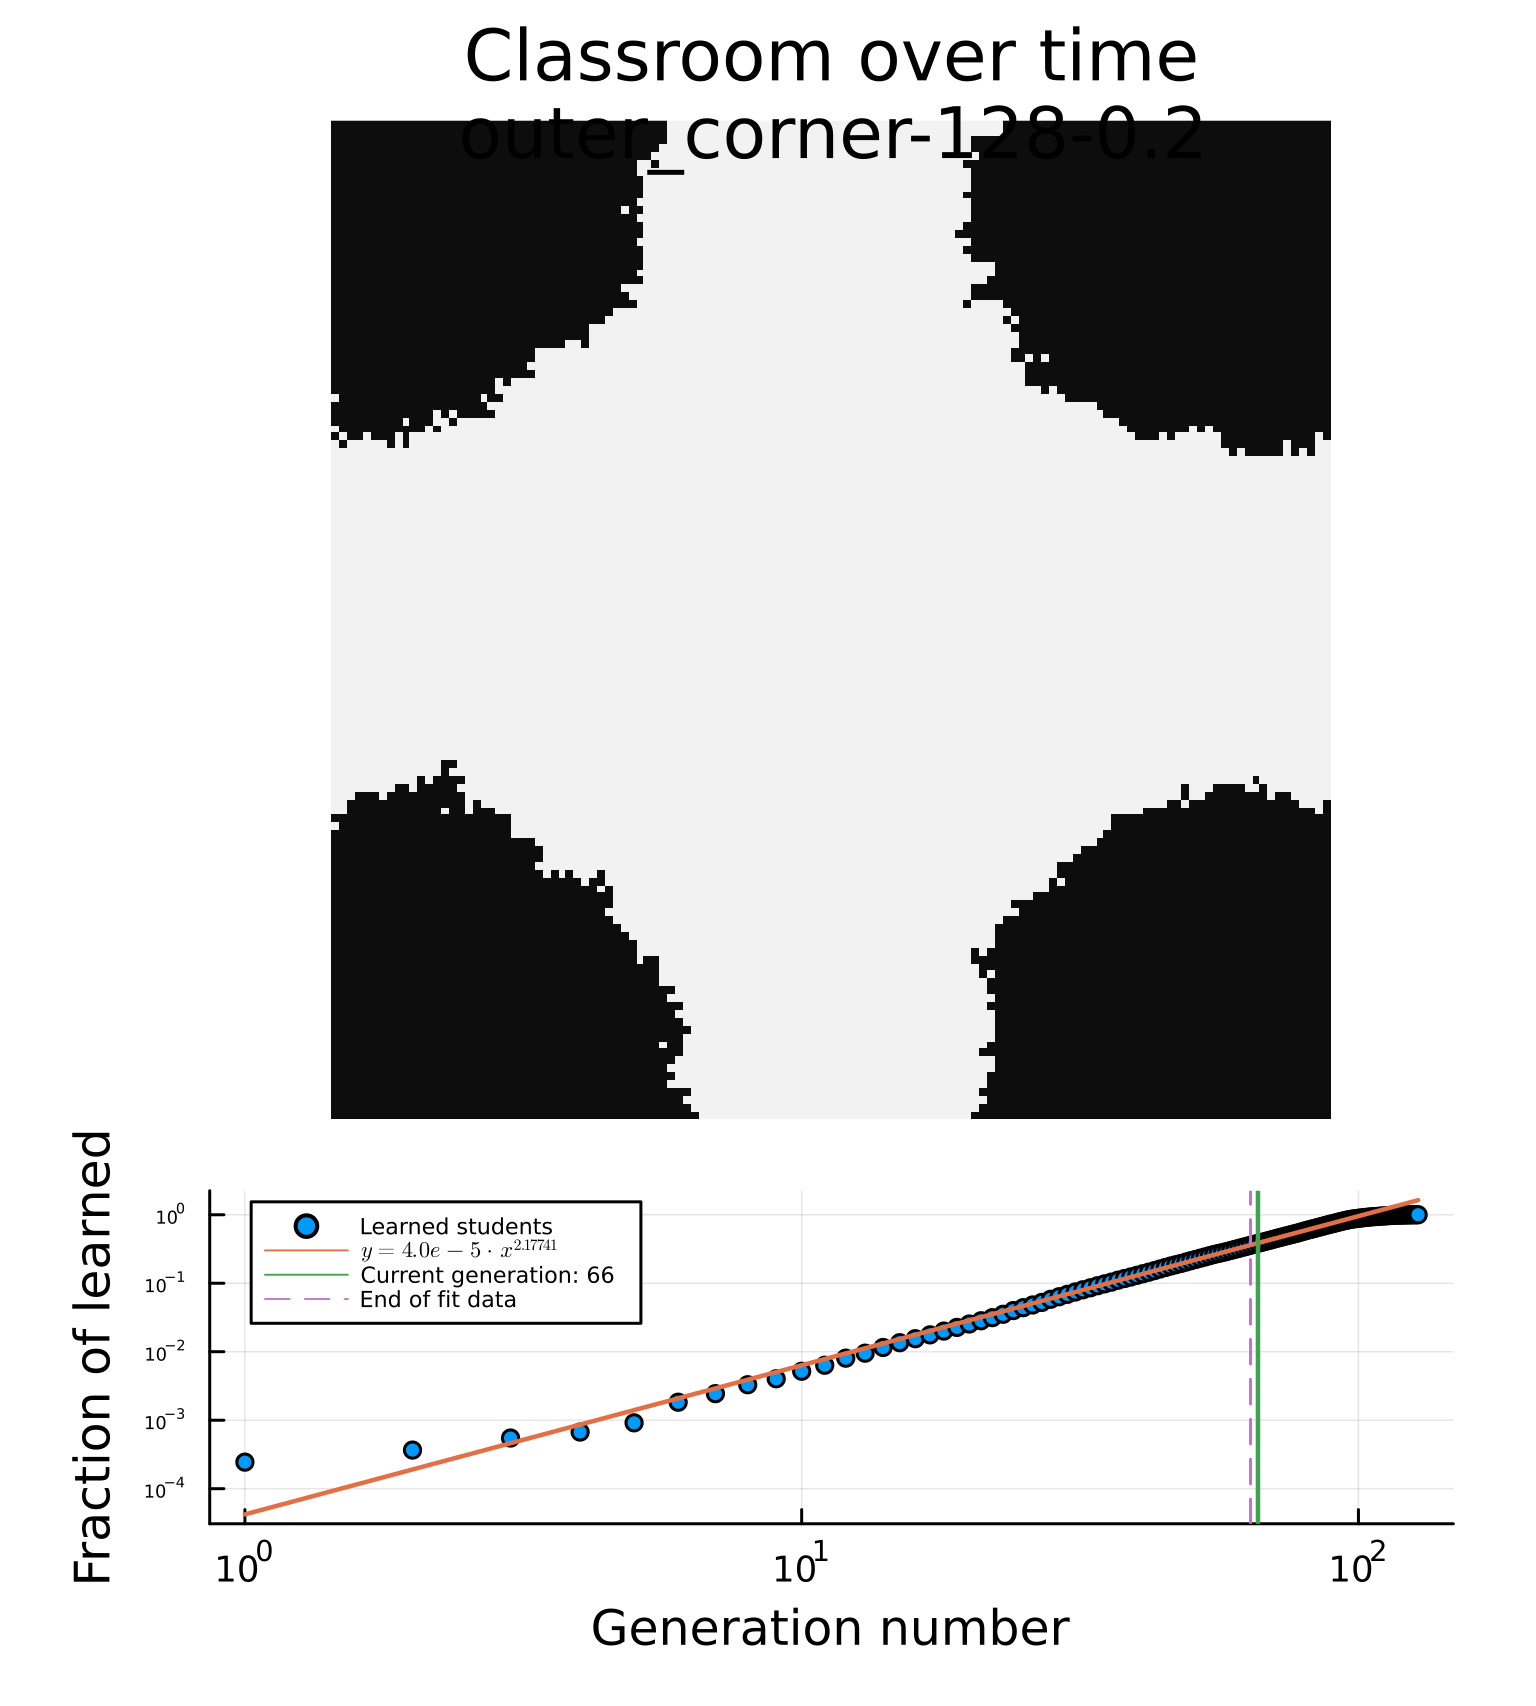 Classroom over time
outer_corner-128-0.2
Fraction of learned
10^0
10^-1
10^-2
10^-3
10^-4
Learned students
y = 4.0e − 5 · x^2.17741
Current generation: 66
End of fit data
10^0 10^1 10^2
Generation number